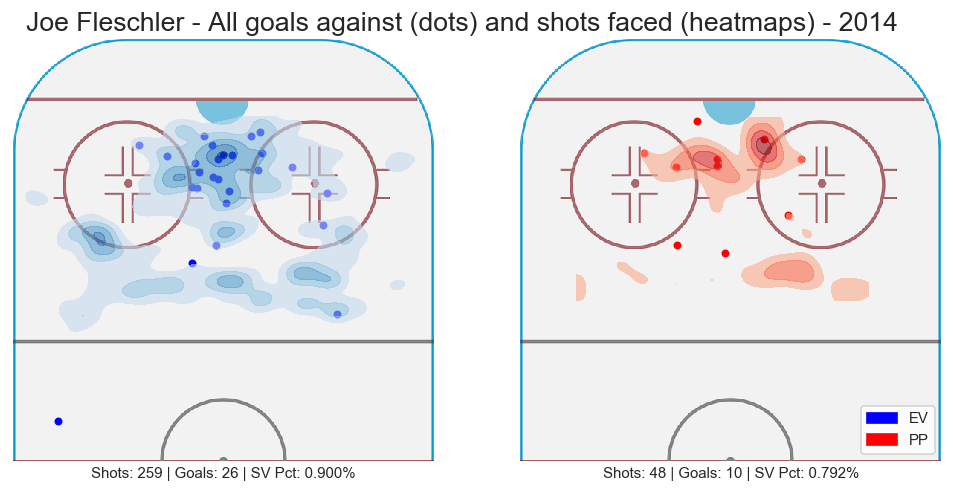 Joe Fleschler - All goals against (dots) and shots faced (heatmaps) - 2014
EV
PP
Shots: 259 | Goals: 26 | SV Pct: 0.900%
Shots: 48 | Goals: 10 | SV Pct: 0.792%